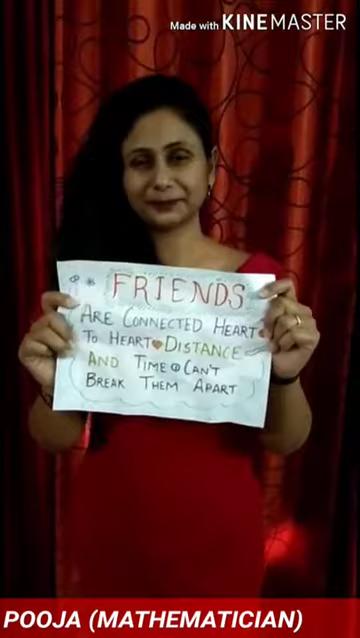 Made with KINEMASTER
FRIENDS
ARE CONNECTED HEART
TO HEART DISTANCE
AND TIME CAN'T
BREAK THEM APART
POOJA (MATHEMATICIAN)